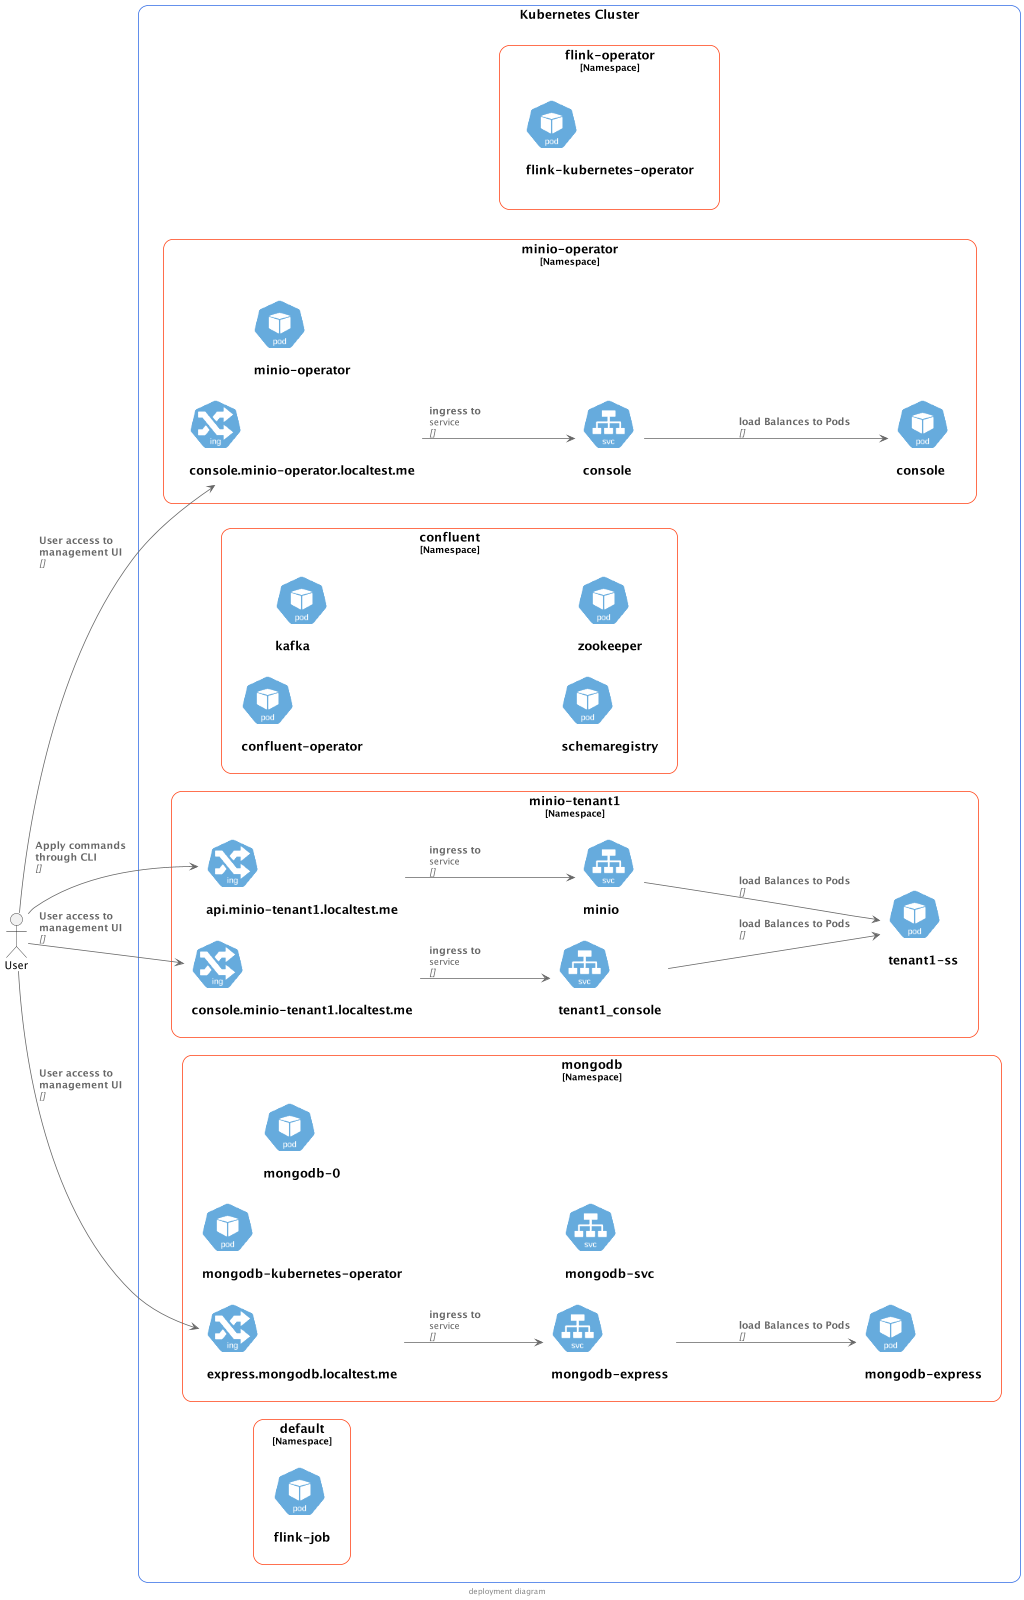 Kubernetes Cluster
flink-operator
[Namespace]
pod
flink-kubernetes-operator
minio-operator
[Namespace]
pod
minio-operator
ing
console.minio-operator.localtest.me
ingress to
service
[]
svc
console
load Balances to Pods
[]
pod
console
User access to
management UI
[]
confluent
[Namespace]
pod
kafka
pod
zookeeper
pod
confluent-operator
pod
schemaregistry
minio-tenant1
[Namespace]
Apply commands
through CLI
[]
ing
api.minio-tenant1.localtest.me
ingress to
service
[]
svc
minio
load Balances to Pods
[]
pod
tenant1-ss
User access to
management UI
[]
User
ing
console.minio-tenant1.localtest.me
ingress to
service
[]
svc
tenant1_console
load Balances to Pods
[]
mongodb
[Namespace]
User access to
management UI
[]
pod
mongodb-0
pod
mongodb-kubernetes-operator
svc
mongodb-svc
ing
express.mongodb.localtest.me
ingress to
service
[]
svc
mongodb-express
load Balances to Pods
[]
pod
mongodb-express
default
[Namespace]
pod
flink-job
deployment diagram